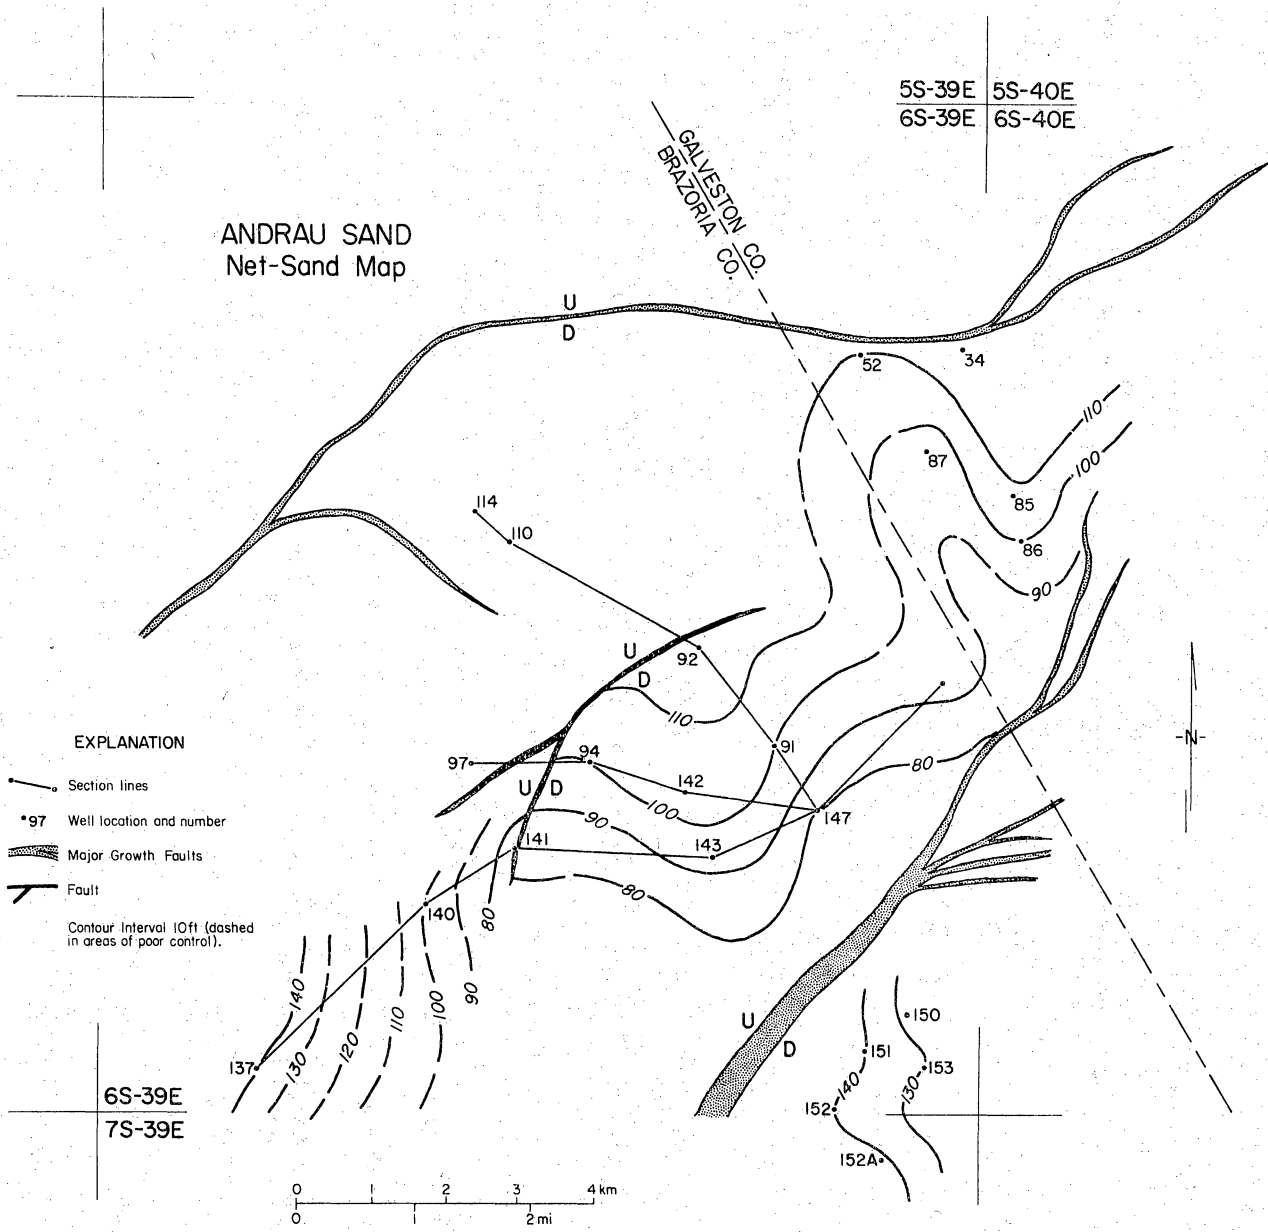 5S-39E 5S-40E
6S-39E 6S-40E
GALVESTON CO.
BRAZORIA CO.
ANDRAU SAND
Net-Sand Map
U
D
52
34
110
100
87
85
86
90
114
110
92
U
D
110
91
97
94
142
100
80
147
U D
90
141
143
80
140
80
90
100
110
120
130
140
137
EXPLANATION
Section lines
97 Well location and number
Major Growth Faults
Fault
Contour Interval 10ft (dashed
in areas of poor control).
-N-
U
D
150
151
153
140
130
152
152A
6S-39E
7S-39E
0 1 2 3 4 km
0 1 2 mi